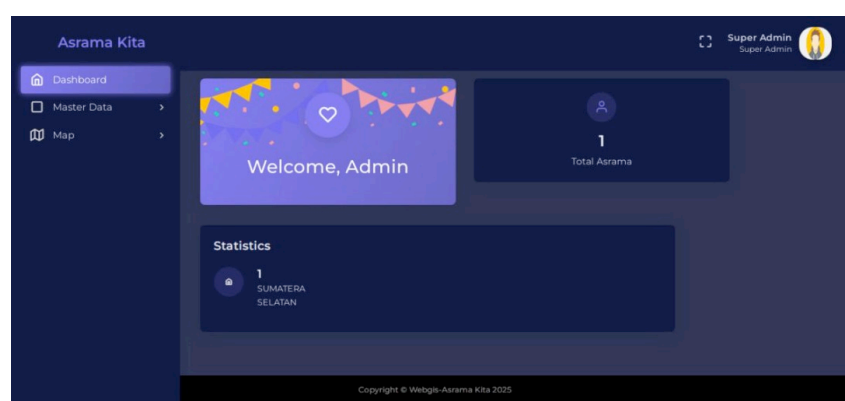 Asrama Kita
Super Admin
Super Admin
Dashboard
Master Data
Map
Welcome, Admin
1
Total Asrama
Statistics
1
SUMATERA
SELATAN
Copyright © Webgis-Asrama Kita 2025